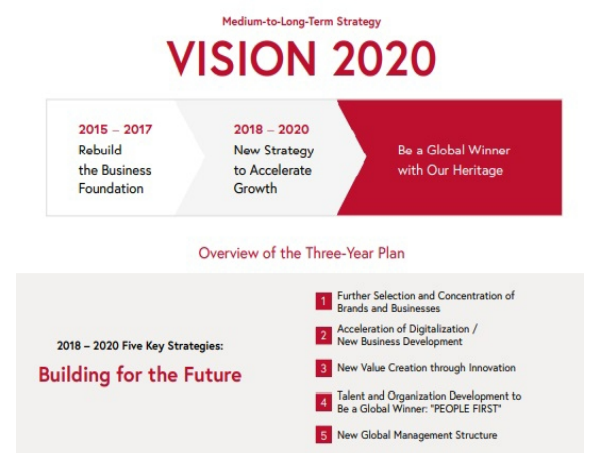 Medium-to-Long-Term Strategy
VISION 2020
2015 – 2017
Rebuild
the Business
Foundation
2018 – 2020
New Strategy
to Accelerate
Growth
Be a Global Winner
with Our Heritage
Overview of the Three-Year Plan
2018 – 2020 Five Key Strategies:
Building for the Future
1 Further Selection and Concentration of
Brands and Businesses
2 Acceleration of Digitalization /
New Business Development
3 New Value Creation through Innovation
4 Talent and Organization Development to
Be a Global Winner: "PEOPLE FIRST"
5 New Global Management Structure